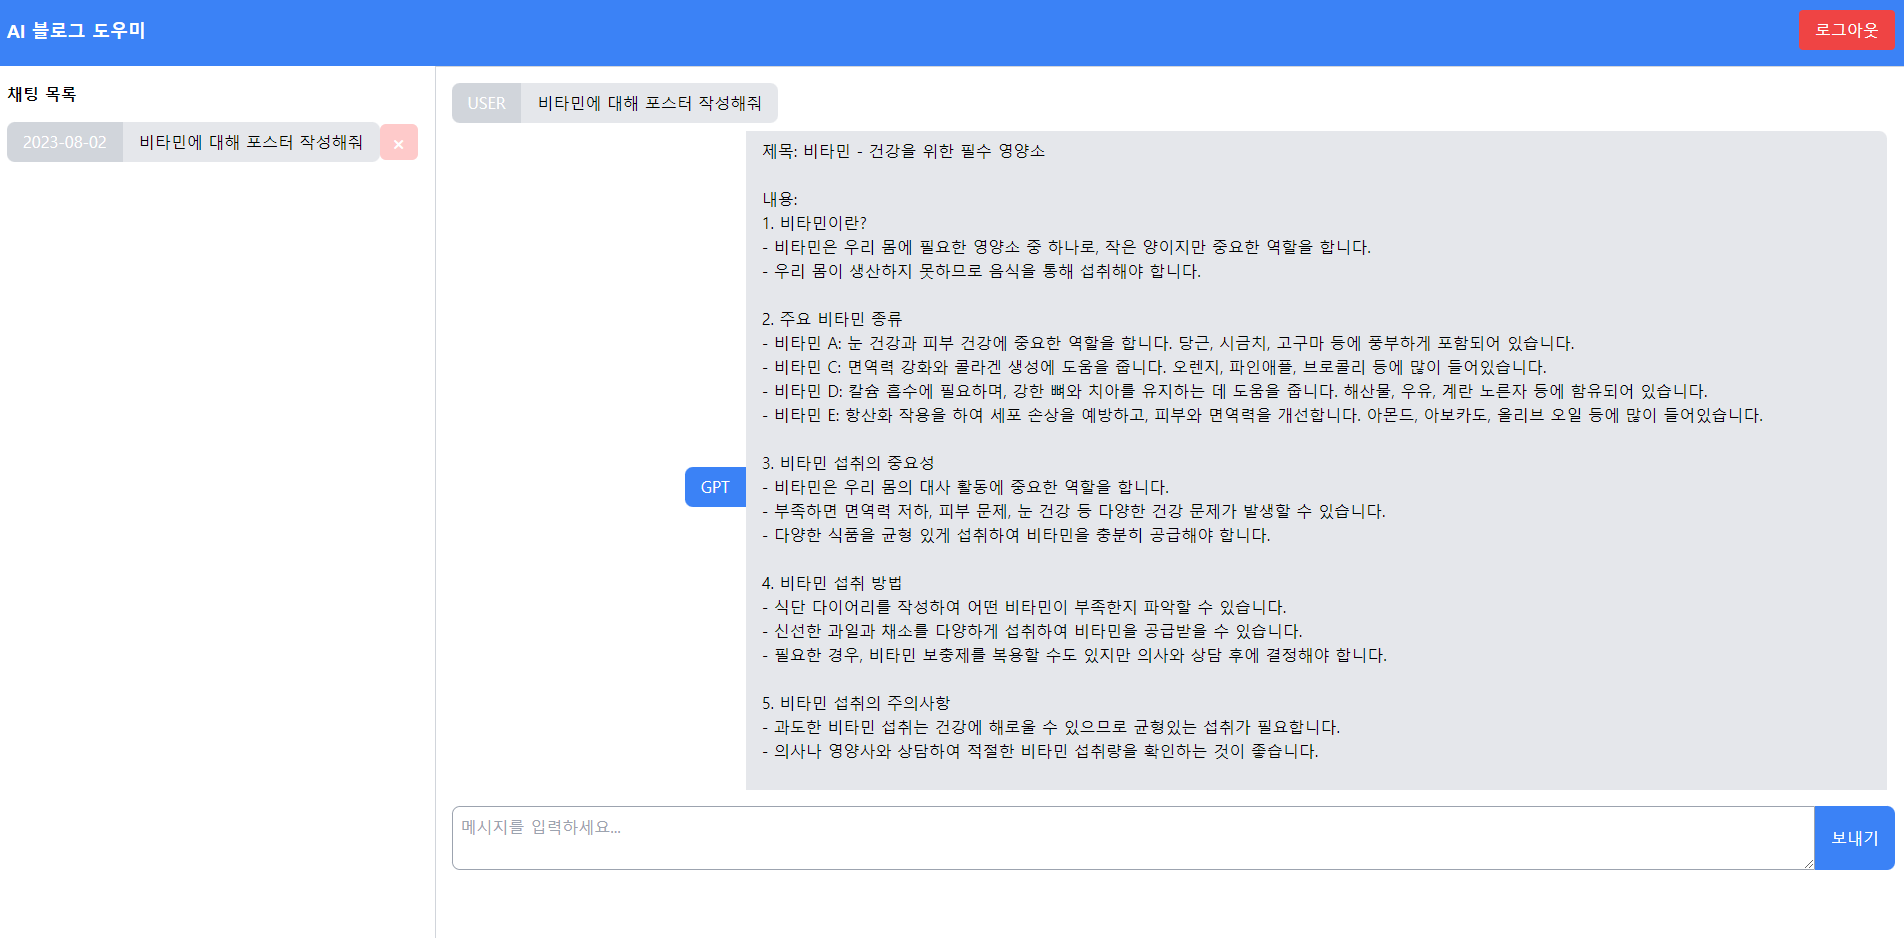 AI 블로그 도우미
로그아웃
채팅 목록
2023-08-02 비타민에 대해 포스터 작성해줘 ×
USER 비타민에 대해 포스터 작성해줘
제목: 비타민 - 건강을 위한 필수 영양소
내용:
1. 비타민이란?
- 비타민은 우리 몸에 필요한 영양소 중 하나로, 작은 양이지만 중요한 역할을 합니다.
- 우리 몸이 생산하지 못하므로 음식을 통해 섭취해야 합니다.
2. 주요 비타민 종류
- 비타민 A: 눈 건강과 피부 건강에 중요한 역할을 합니다. 당근, 시금치, 고구마 등에 풍부하게 포함되어 있습니다.
- 비타민 C: 면역력 강화와 콜라겐 생성에 도움을 줍니다. 오렌지, 파인애플, 브로콜리 등에 많이 들어있습니다.
- 비타민 D: 칼슘 흡수에 필요하며, 강한 뼈와 치아를 유지하는 데 도움을 줍니다. 해산물, 우유, 계란 노른자 등에 함유되어 있습니다.
- 비타민 E: 항산화 작용을 하여 세포 손상을 예방하고, 피부와 면역력을 개선합니다. 아몬드, 아보카도, 올리브 오일 등에 많이 들어있습니다.
3. 비타민 섭취의 중요성
GPT
- 비타민은 우리 몸의 대사 활동에 중요한 역할을 합니다.
- 부족하면 면역력 저하, 피부 문제, 눈 건강 등 다양한 건강 문제가 발생할 수 있습니다.
- 다양한 식품을 균형 있게 섭취하여 비타민을 충분히 공급해야 합니다.
4. 비타민 섭취 방법
- 식단 다이어리를 작성하여 어떤 비타민이 부족한지 파악할 수 있습니다.
- 신선한 과일과 채소를 다양하게 섭취하여 비타민을 공급받을 수 있습니다.
- 필요한 경우, 비타민 보충제를 복용할 수도 있지만 의사와 상담 후에 결정해야 합니다.
5. 비타민 섭취의 주의사항
- 과도한 비타민 섭취는 건강에 해로울 수 있으므로 균형있는 섭취가 필요합니다.
- 의사나 영양사와 상담하여 적절한 비타민 섭취량을 확인하는 것이 좋습니다.
메시지를 입력하세요...
보내기